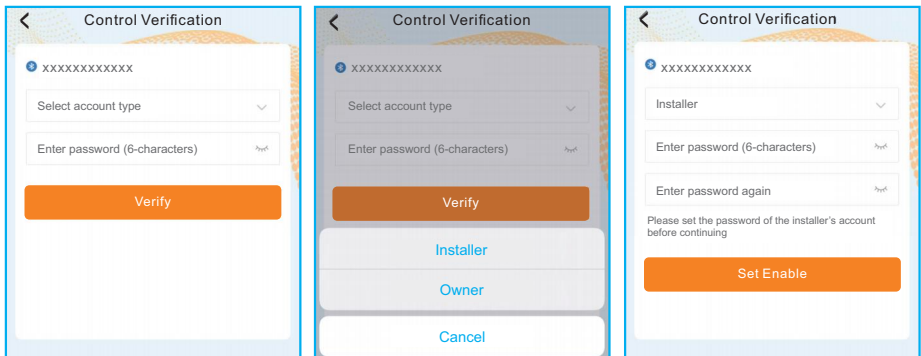 Control Verification
xxxxxxxxxxxx
Select account type
Enter password (6-characters)
Verify
Control Verification
xxxxxxxxxxxx
Select account type
Enter password (6-characters)
Verify
Installer
Owner
Cancel
Control Verification
xxxxxxxxxxxx
Installer
Enter password (6-characters)
Enter password again
Please set the password of the installer's account
before continuing
Set Enable